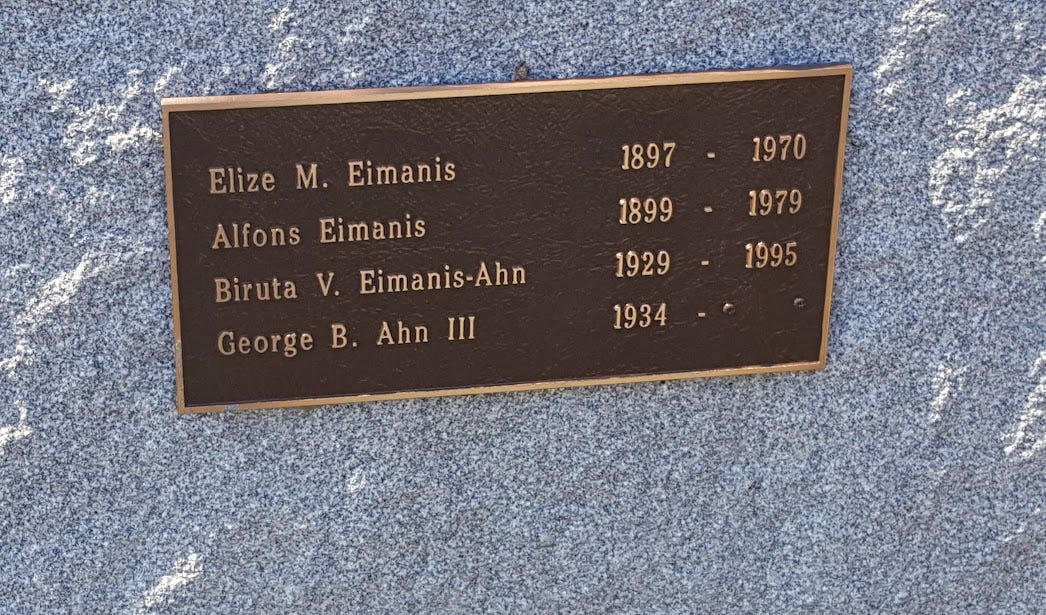 Elize M. Eimanis 1897 - 1970
Alfons Eimanis 1899 - 1979
Biruta V. Eimanis-Ahn 1929 - 1995
George B. Ahn III 1934 -